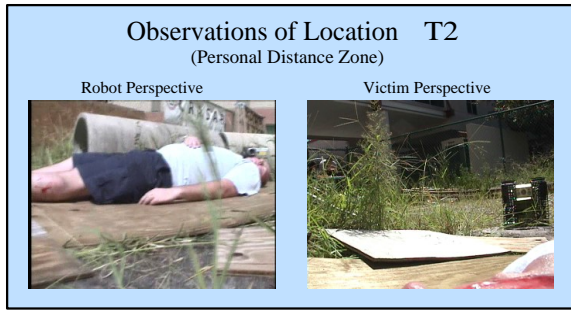 Observations of Location T2
(Personal Distance Zone)
Robot Perspective
Victim Perspective